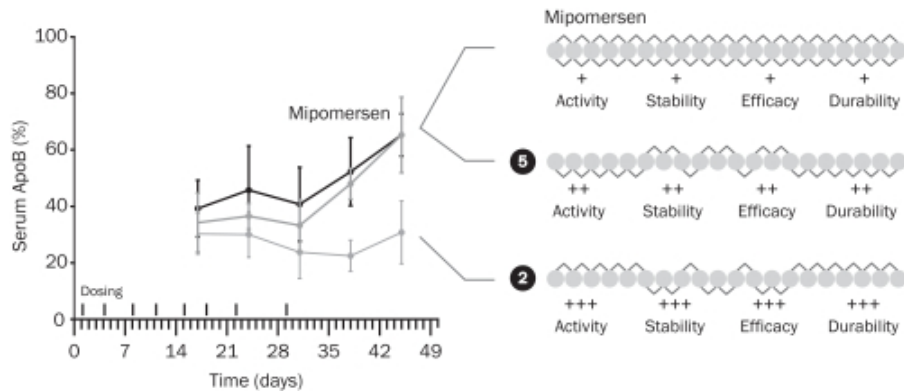 100
80
60
40
20
0
Serum ApoB (%)
Mipomersen
Dosing
0 7 14 21 28 35 42 49
Time (days)
Mipomersen
+ + + +
Activity Stability Efficacy Durability
5
++ ++ ++ ++
Activity Stability Efficacy Durability
2
+++ +++ +++ +++
Activity Stability Efficacy Durability